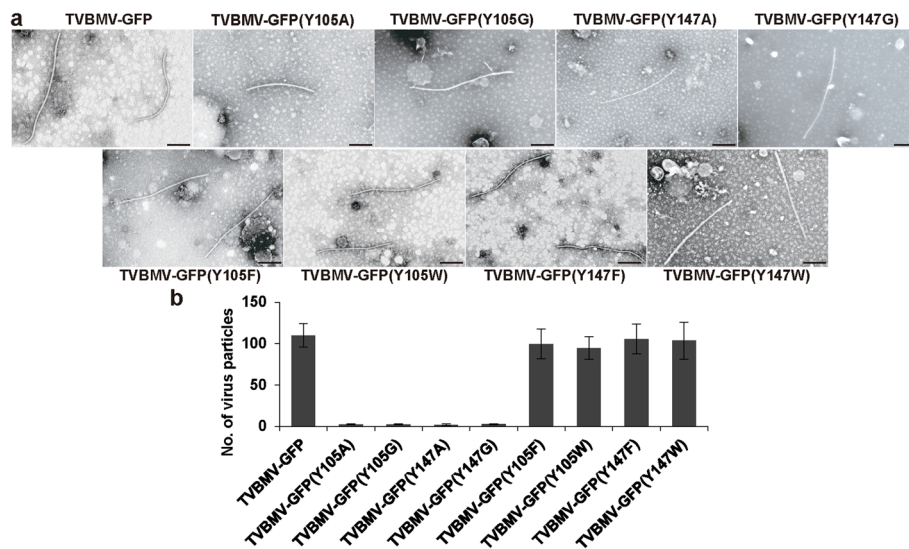 a
TVBMV-GFP TVBMV-GFP(Y105A) TVBMV-GFP(Y105G) TVBMV-GFP(Y147A) TVBMV-GFP(Y147G)
TVBMV-GFP(Y105F) TVBMV-GFP(Y105W) TVBMV-GFP(Y147F) TVBMV-GFP(Y147W)
b
No. of virus particles
150
100
50
0
TVBMV-GFP
TVBMV-GFP(Y105A)
TVBMV-GFP(Y105G)
TVBMV-GFP(Y147A)
TVBMV-GFP(Y147G)
TVBMV-GFP(Y105F)
TVBMV-GFP(Y105W)
TVBMV-GFP(Y147F)
TVBMV-GFP(Y147W)